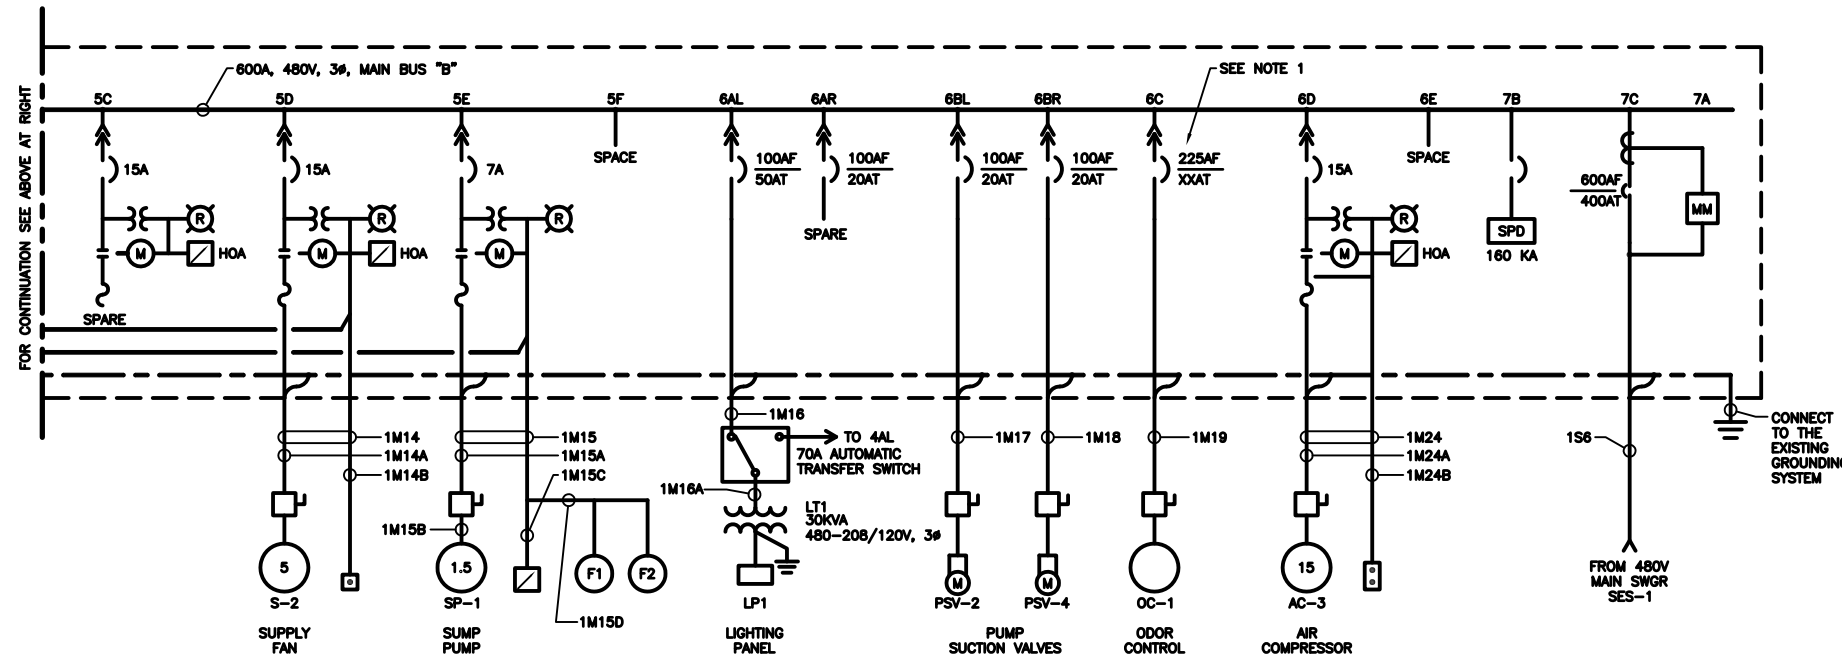 600A, 480V, 3ø, MAIN BUS "B"
SEE NOTE 1
FOR CONTINUATION SEE ABOVE AT RIGHT
5C
5D
5E
5F
6AL
6AR
6BL
6BR
6C
6D
6E
7B
7C
7A
15A
15A
7A
SPACE
100AF
50AT
100AF
20AT
100AF
20AT
100AF
20AT
225AF
XXAT
15A
SPACE
600AF
400AT
R
R
R
R
MM
M
HOA
M
HOA
M
M
HOA
SPARE
SPD
160 KA
SPARE
1M14
1M14A
1M14B
1M15
1M15A
1M15C
1M15B
1M15D
1M16
TO 4AL
70A AUTOMATIC
TRANSFER SWITCH
1M16A
LT1
30KVA
480-208/120V, 3ø
1M17
1M18
1M19
1M24
1M24A
1M24B
1S6
CONNECT
TO THE
EXISTING
GROUNDING
SYSTEM
5
1.5
F1
F2
M
M
15
FROM 480V
MAIN SWGR
SES-1
S-2
SP-1
LP1
PSV-2
PSV-4
OC-1
AC-3
SUPPLY
FAN
SUMP
PUMP
LIGHTING
PANEL
PUMP
SUCTION VALVES
ODOR
CONTROL
AIR
COMPRESSOR